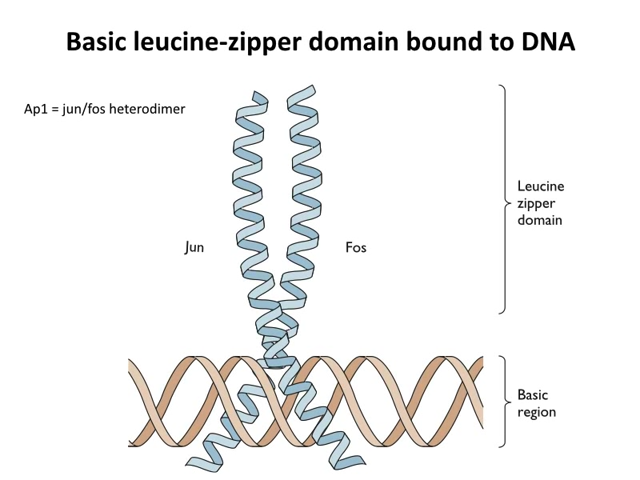 Basic leucine-zipper domain bound to DNA
Ap1 = jun/fos heterodimer
Leucine
zipper
domain
Jun
Fos
Basic
region